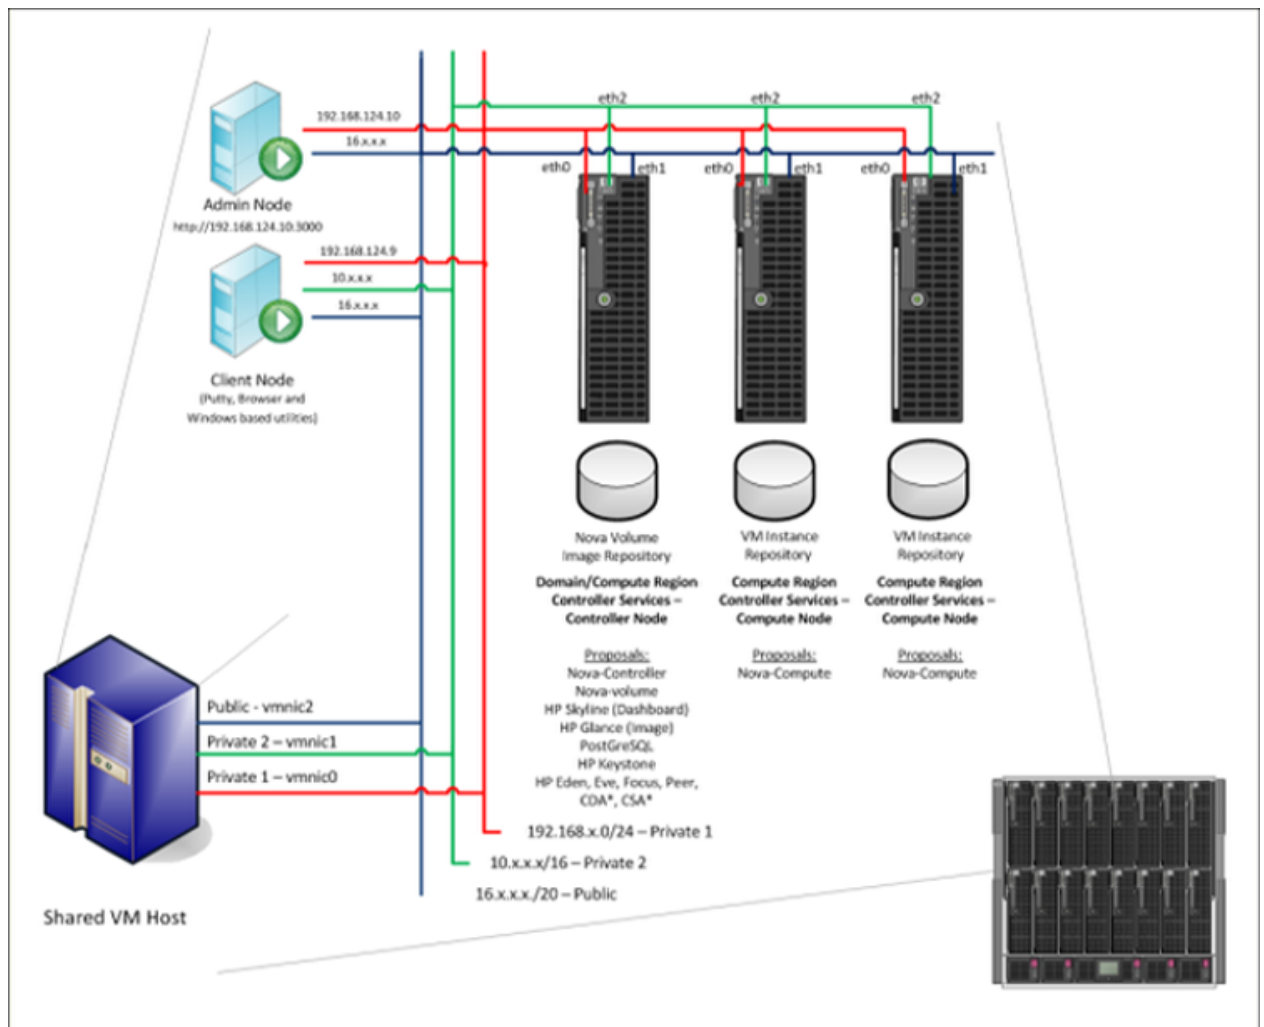 eth2
eth2
eth2
192.168.124.10
16.x.x.x
eth0
eth1
eth0
eth1
eth0
eth1
Admin Node
http://192.168.124.10:3000
192.168.124.9
10.x.x.x
16.x.x.x
Client Node
(Putty, Browser and
Windows based utilities)
Nova Volume
Image Repository
Domain/Compute Region
Controller Services –
Controller Node
Proposals:
Nova-Controller
Nova-volume
HP Skyline (Dashboard)
HP Glance (Image)
PostGreSQL
HP Keystone
HP Eden, Eve, Focus, Peer,
CDA*, CSA*
VM Instance
Repository
Compute Region
Controller Services –
Compute Node
Proposals:
Nova-Compute
VM Instance
Repository
Compute Region
Controller Services –
Compute Node
Proposals:
Nova-Compute
Public - vmnic2
Private 2 – vmnic1
Private 1 – vmnic0
192.168.x.0/24 – Private 1
10.x.x.x/16 – Private 2
16.x.x.x./20 – Public
Shared VM Host